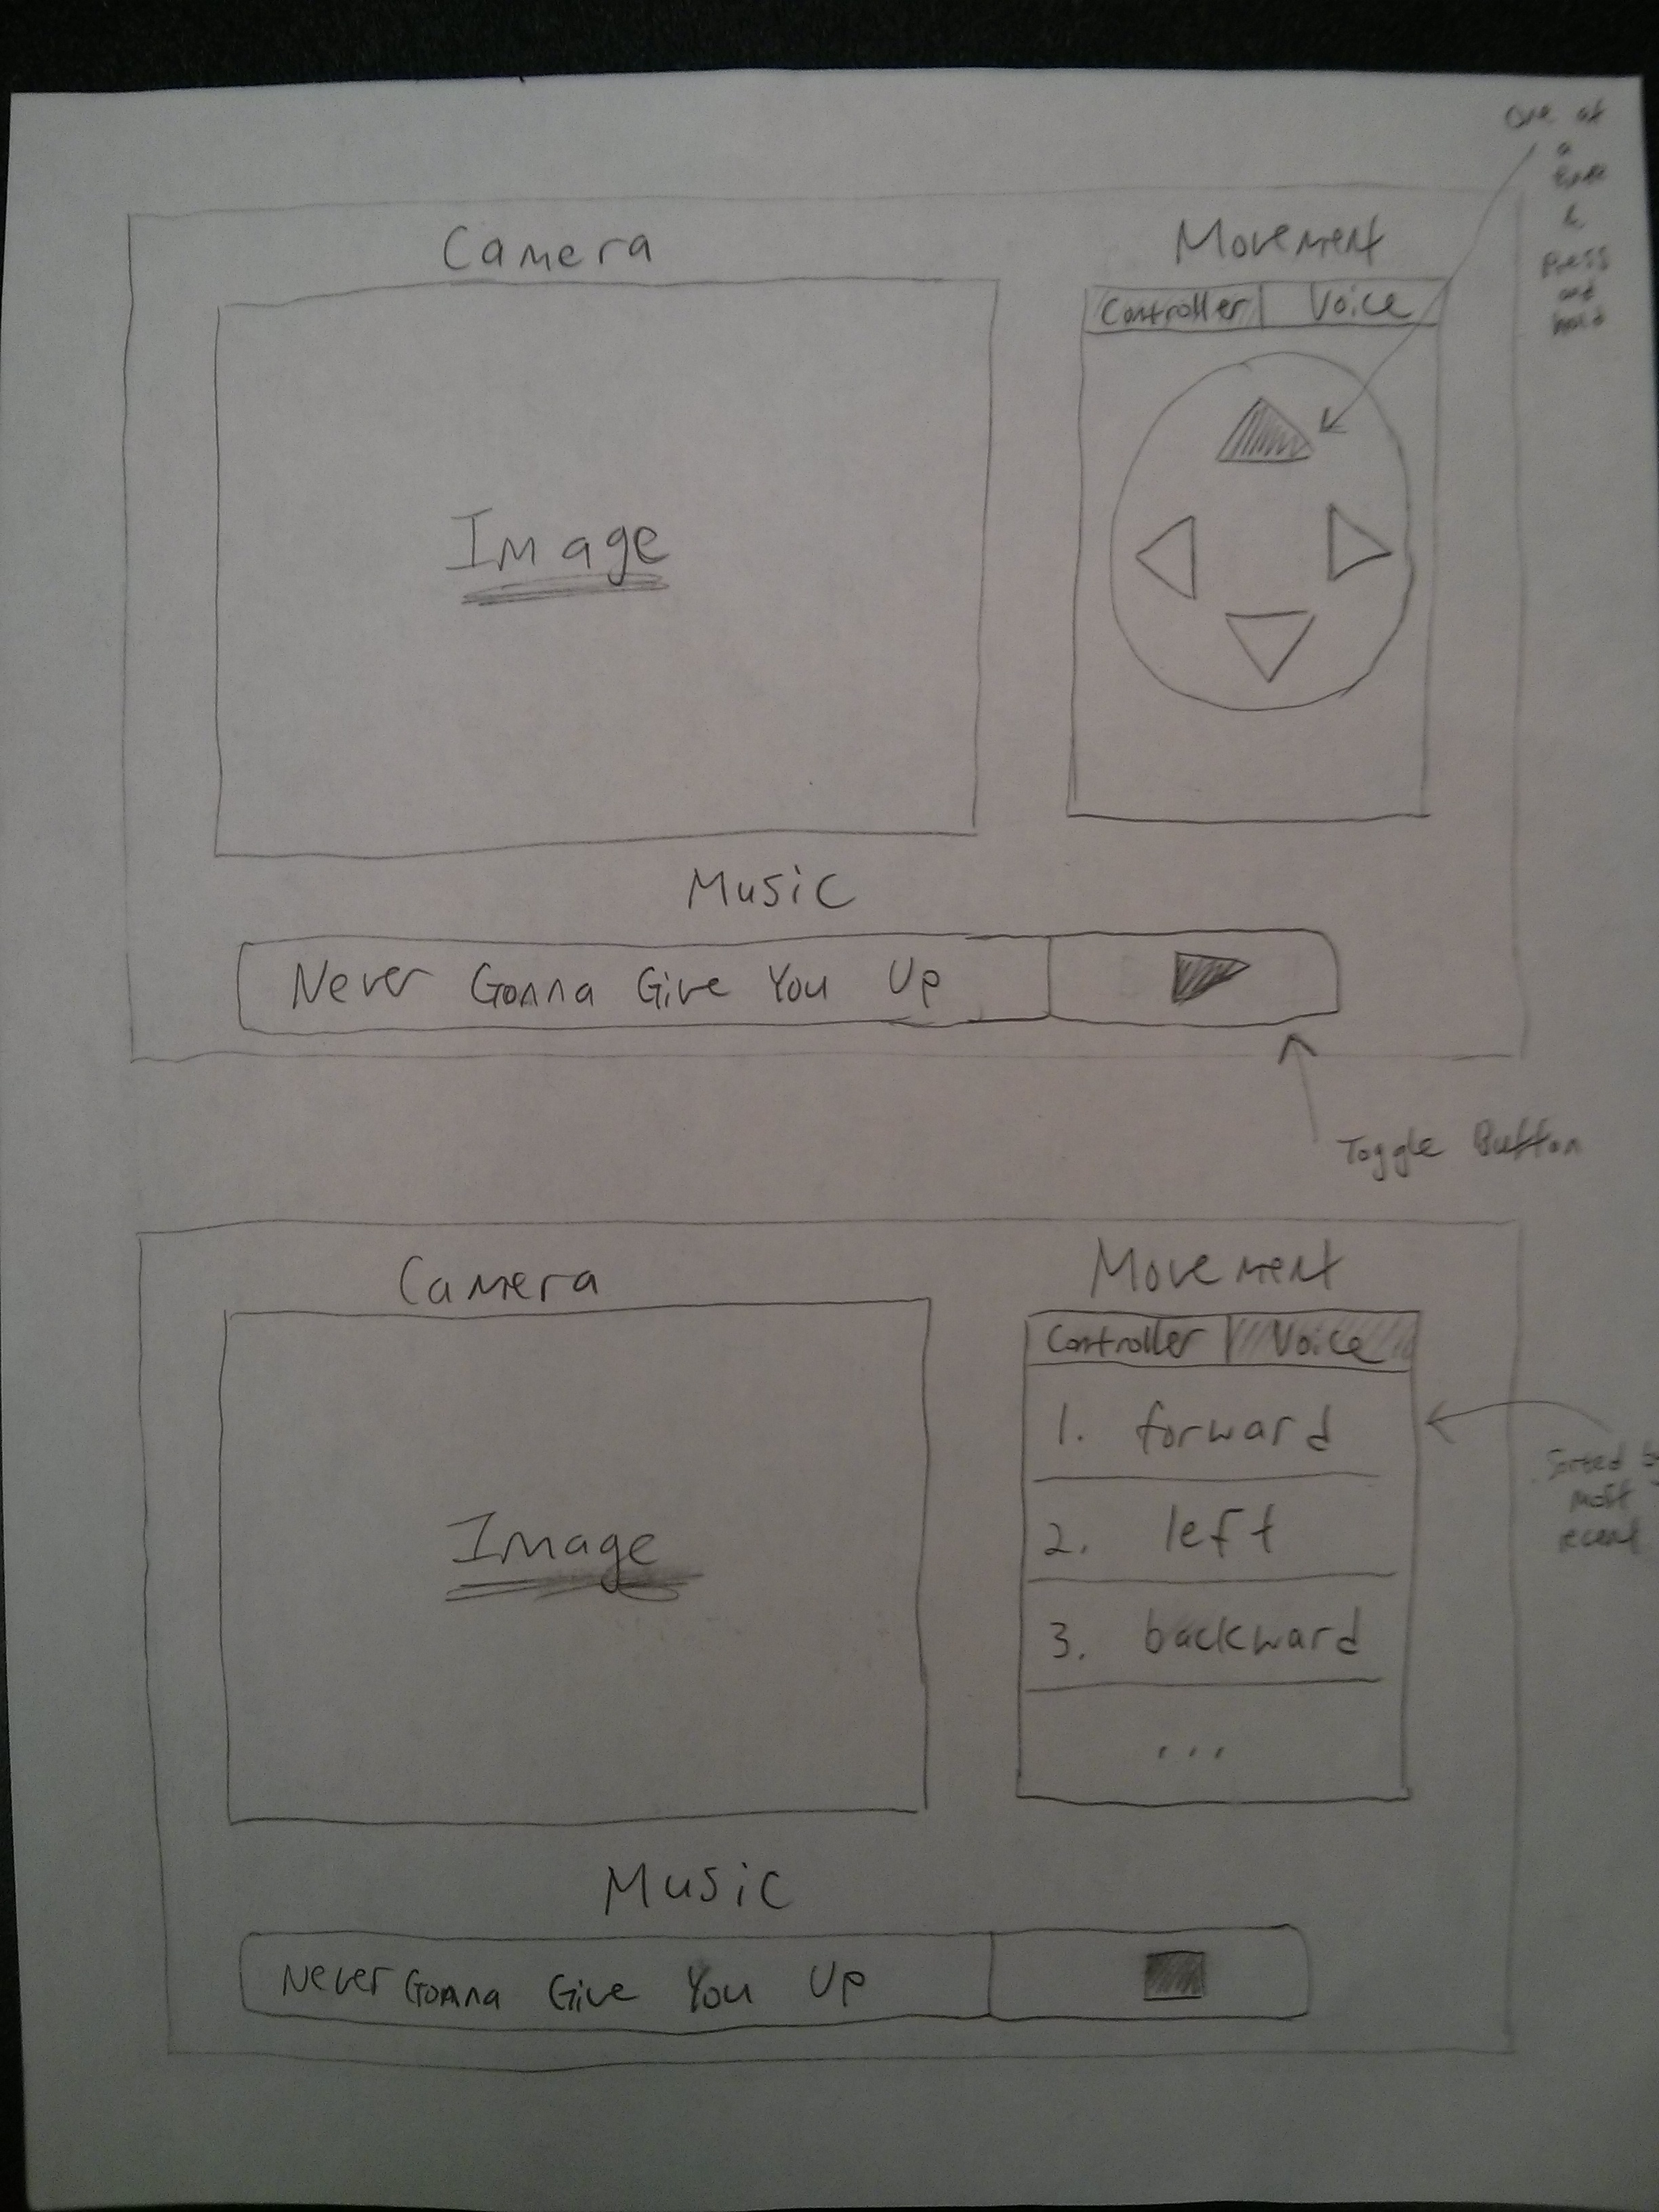 One at
a
time
&
press
and
hold
Camera
Movement
Controller Voice
Image
Music
Never Gonna Give You Up
Toggle Button
Camera
Movement
Controller Voice
1. forward
2. left
3. backward
...
Sorted by
most
recent
Image
Music
Never Gonna Give You Up